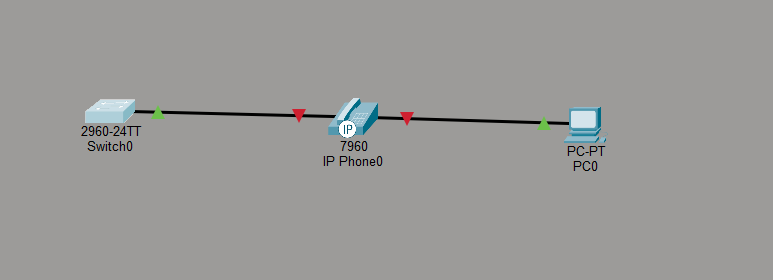 2960-24TT
Switch0
IP
7960
IP Phone0
PC-PT
PC0